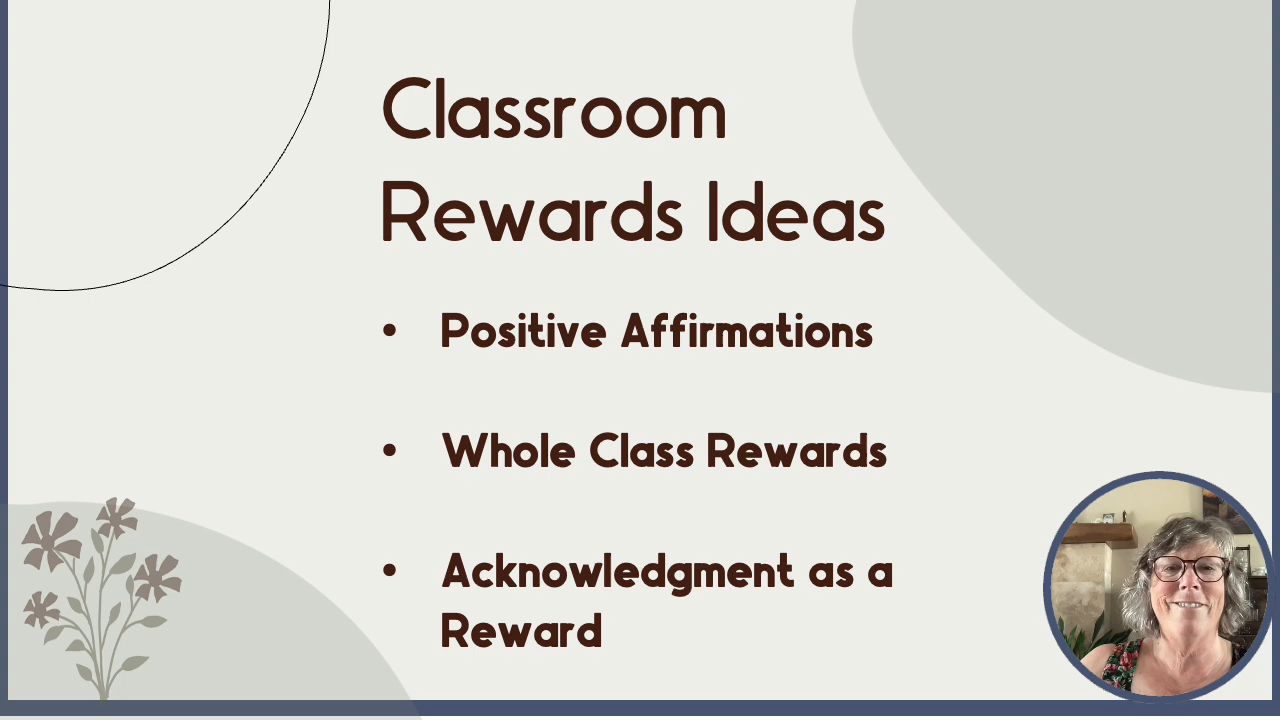 Classroom
Rewards Ideas
• Positive Affirmations
• Whole Class Rewards
• Acknowledgment as a
Reward